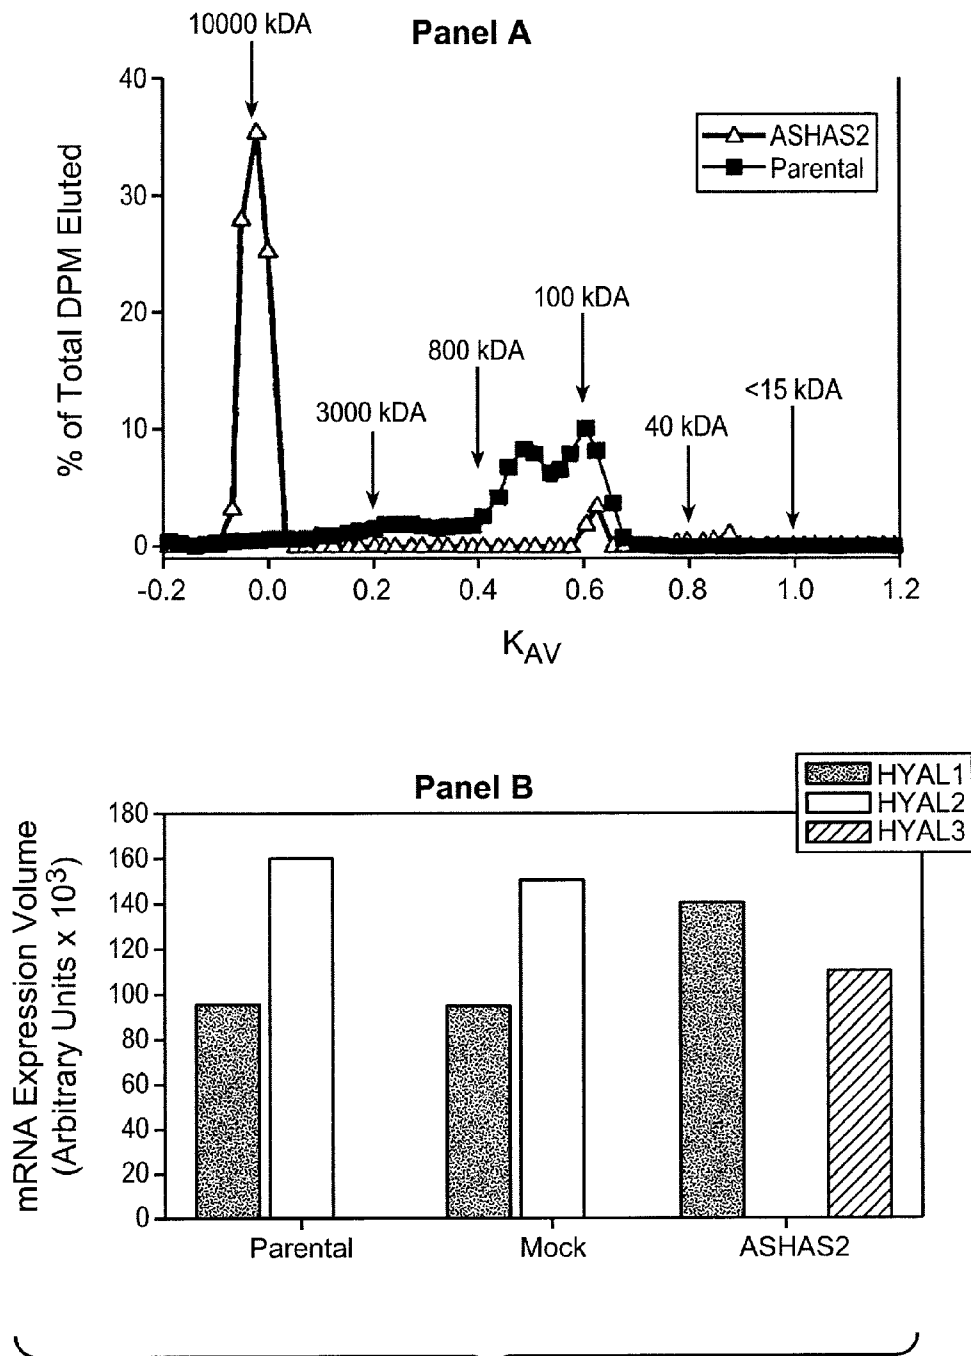 10000 kDA
Panel A
40
30
20
10
0
% of Total DPM Eluted
ASHAS2
Parental
100 kDA
800 kDA
3000 kDA
40 kDA
<15 kDA
-0.2 0.0 0.2 0.4 0.6 0.8 1.0 1.2
KAV
Panel B
HYAL1
HYAL2
HYAL3
180
160
140
120
100
80
60
40
20
0
mRNA Expression Volume
(Arbitrary Units x 10³)
Parental Mock ASHAS2